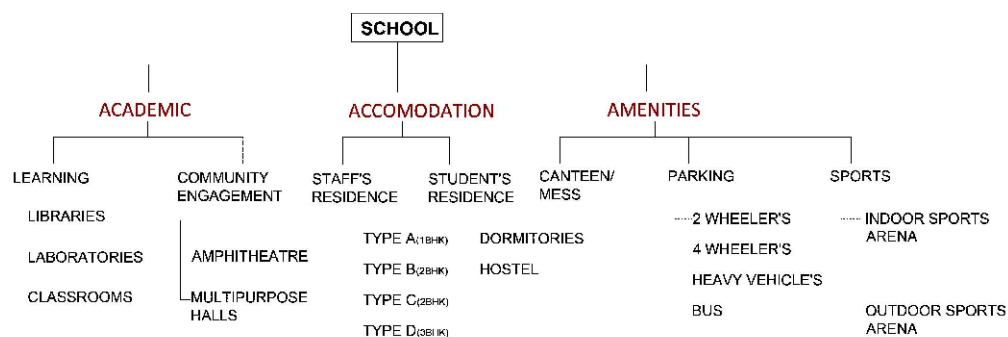 SCHOOL
ACADEMIC
ACCOMODATION
AMENITIES
LEARNING
LIBRARIES
LABORATORIES
CLASSROOMS
COMMUNITY
ENGAGEMENT
AMPHITHEATRE
MULTIPURPOSE
HALLS
STAFF'S
RESIDENCE
TYPE A(1BHK)
TYPE B(2BHK)
TYPE C(2BHK)
TYPE D(3BHK)
STUDENT'S
RESIDENCE
DORMITORIES
HOSTEL
CANTEEN/
MESS
PARKING
2 WHEELER'S
4 WHEELER'S
HEAVY VEHICLE'S
BUS
SPORTS
INDOOR SPORTS
ARENA
OUTDOOR SPORTS
ARENA